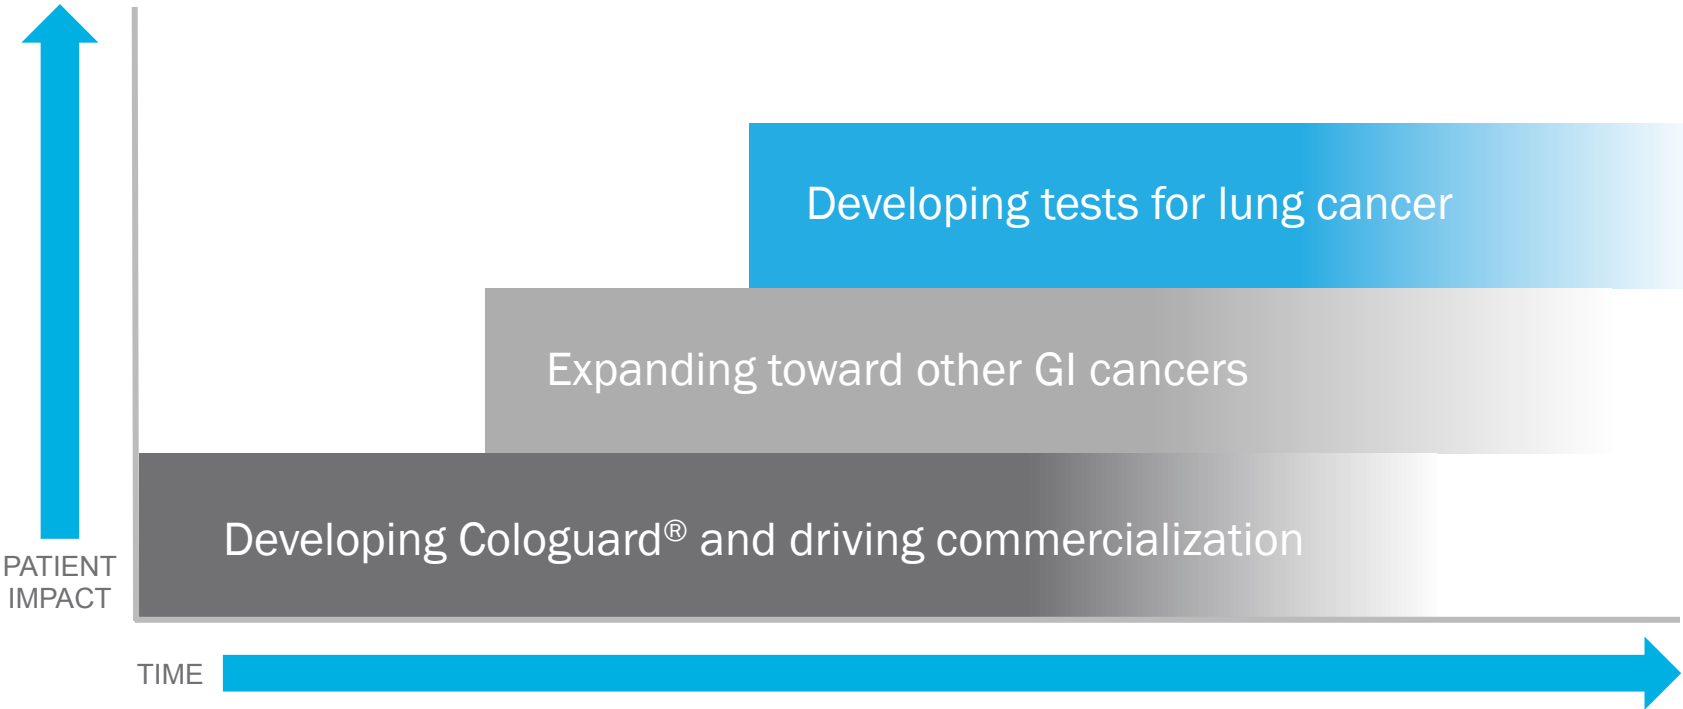 Developing tests for lung cancer
Expanding toward other GI cancers
Developing Cologuard® and driving commercialization
PATIENT
IMPACT
TIME